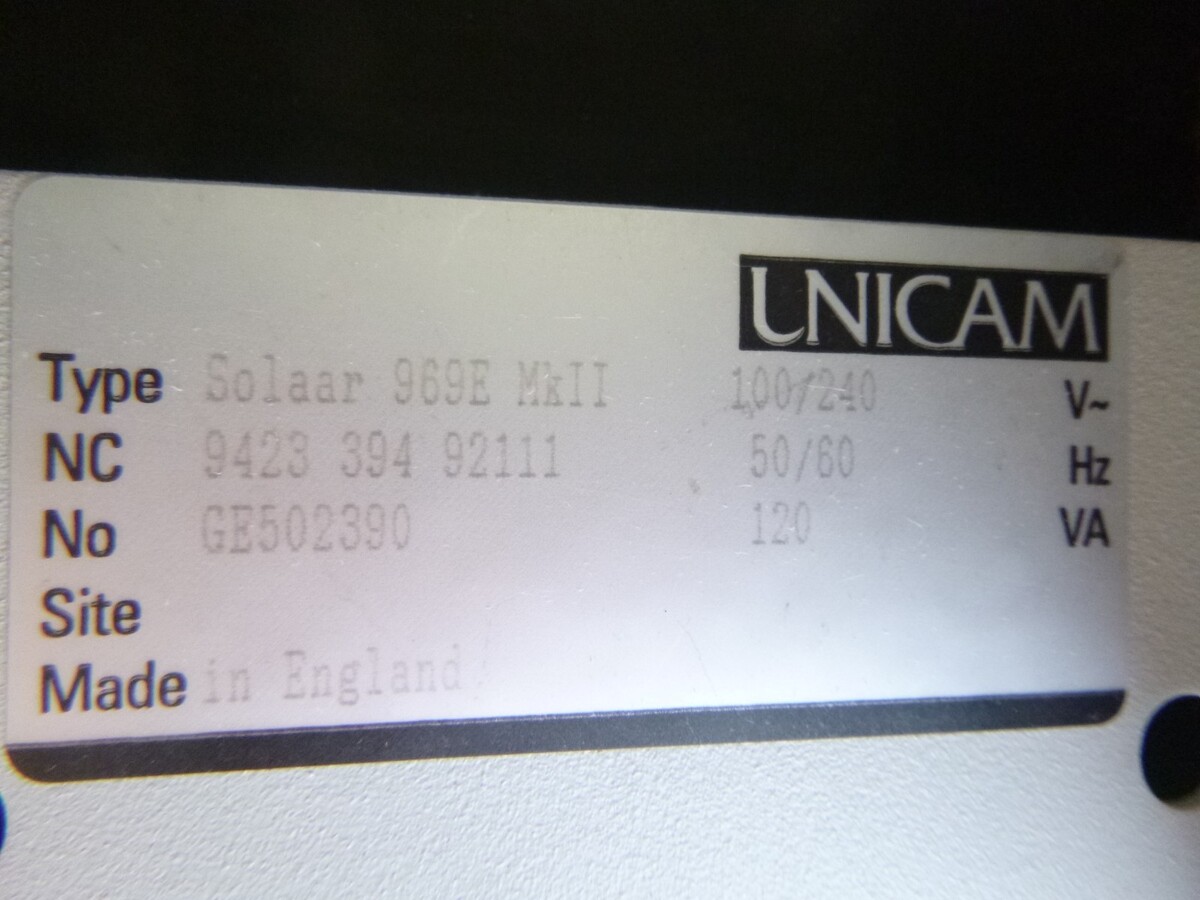 UNICAM
Type Solaar 969E MkII 100/240 V~
NC 9423 394 92111 50/60 Hz
No GE502390 120 VA
Site
Made in England